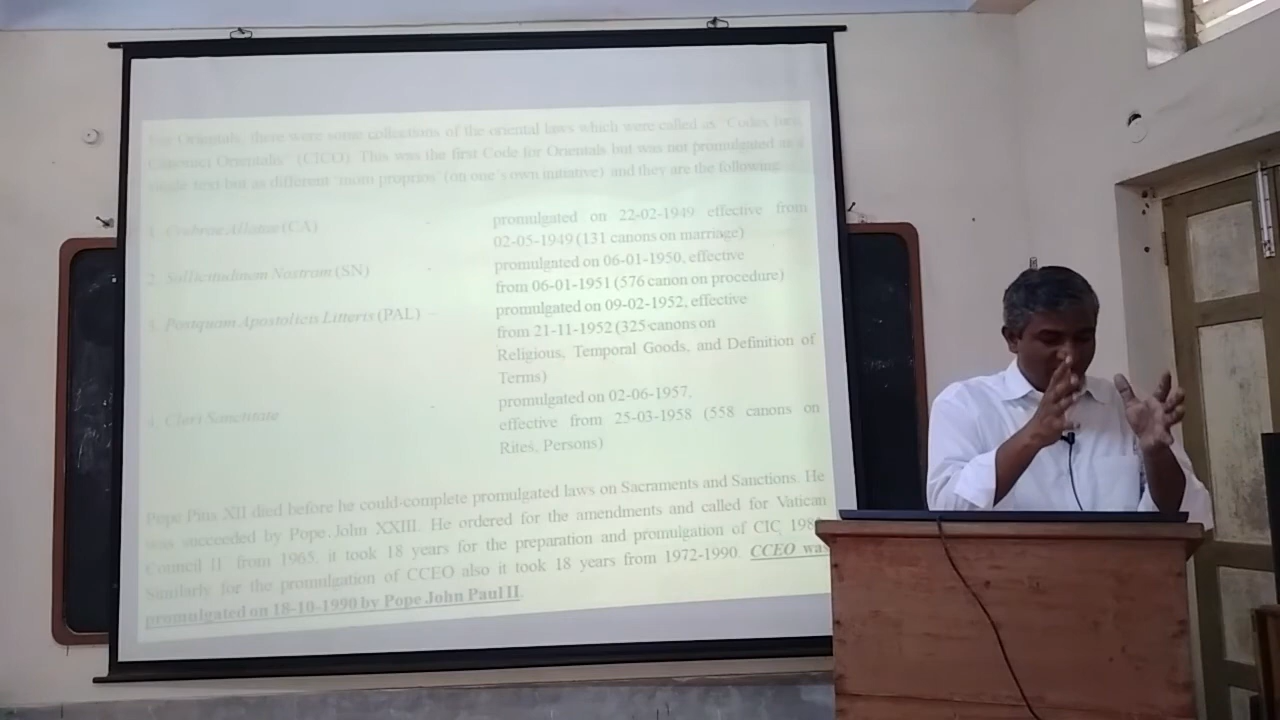 For Orientals, there were some collections of the oriental laws which were called as "Codex Iuris
Canonici Orientalis" (CICO). This was the first Code for Orientals but was not promulgated as a
single text but as different 'motu proprios' (on one's own initiative) and they are the following:
1. Crebrae Allatae (CA) - promulgated on 22-02-1949 effective from
02-05-1949 (131 canons on marriage)
2. Sollicitudinem Nostram (SN) - promulgated on 06-01-1950, effective
from 06-01-1951 (576 canon on procedure)
3. Postquam Apostolicis Litteris (PAL) – promulgated on 09-02-1952, effective
from 21-11-1952 (325 canons on
Religious, Temporal Goods, and Definition of
Terms)
4. Cleri Sanctitate - promulgated on 02-06-1957,
effective from 25-03-1958 (558 canons on
Rites, Persons)
Pope Pius XII died before he could complete promulgated laws on Sacraments and Sanctions. He
was succeeded by Pope John XXIII. He ordered for the amendments and called for Vatican
Council II from 1965, it took 18 years for the preparation and promulgation of CIC
Similarly for the promulgation of CCEO also it took 18 years from 1972-1990. CCEO was
promulgated on 18-10-1990 by Pope John Paul II.